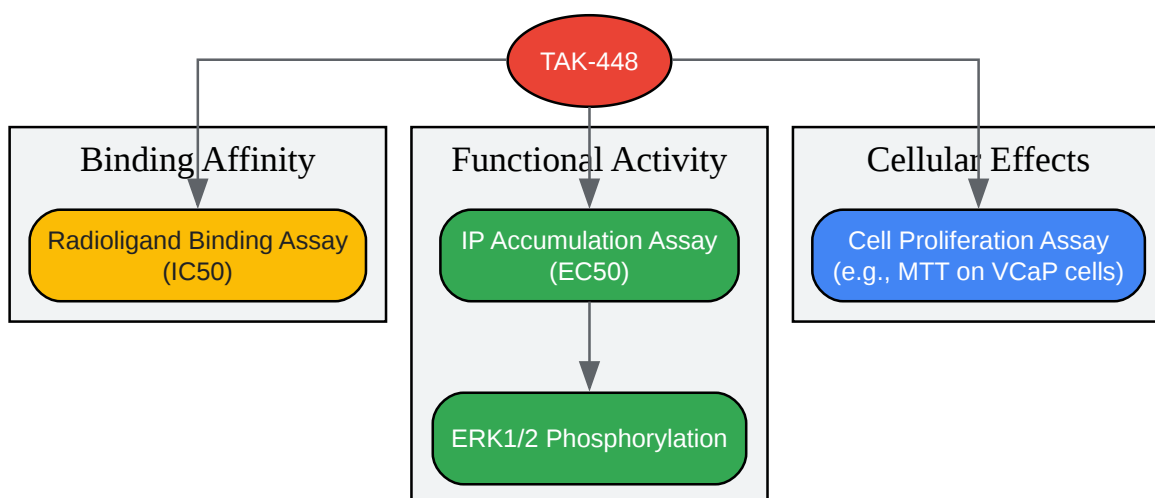 TAK-448
Binding Affinity
Radioligand Binding Assay
(IC50)
Functional Activity
IP Accumulation Assay
(EC50)
ERK1/2 Phosphorylation
Cellular Effects
Cell Proliferation Assay
(e.g., MTT on VCaP cells)